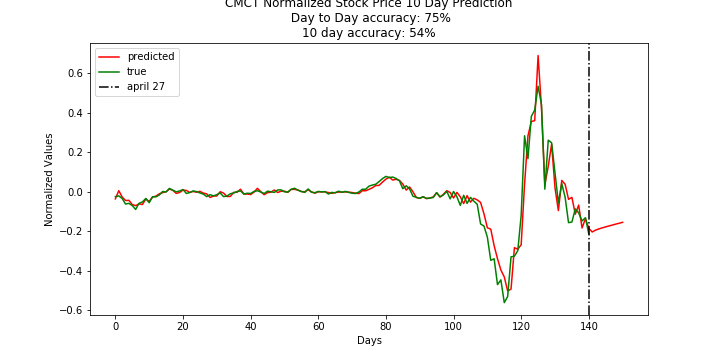 CMCT Normalized Stock Price 10 Day Prediction
Day to Day accuracy: 75%
10 day accuracy: 54%
predicted
true
april 27
Normalized Values
0.6
0.4
0.2
0.0
−0.2
−0.4
−0.6
0 20 40 60 80 100 120 140
Days